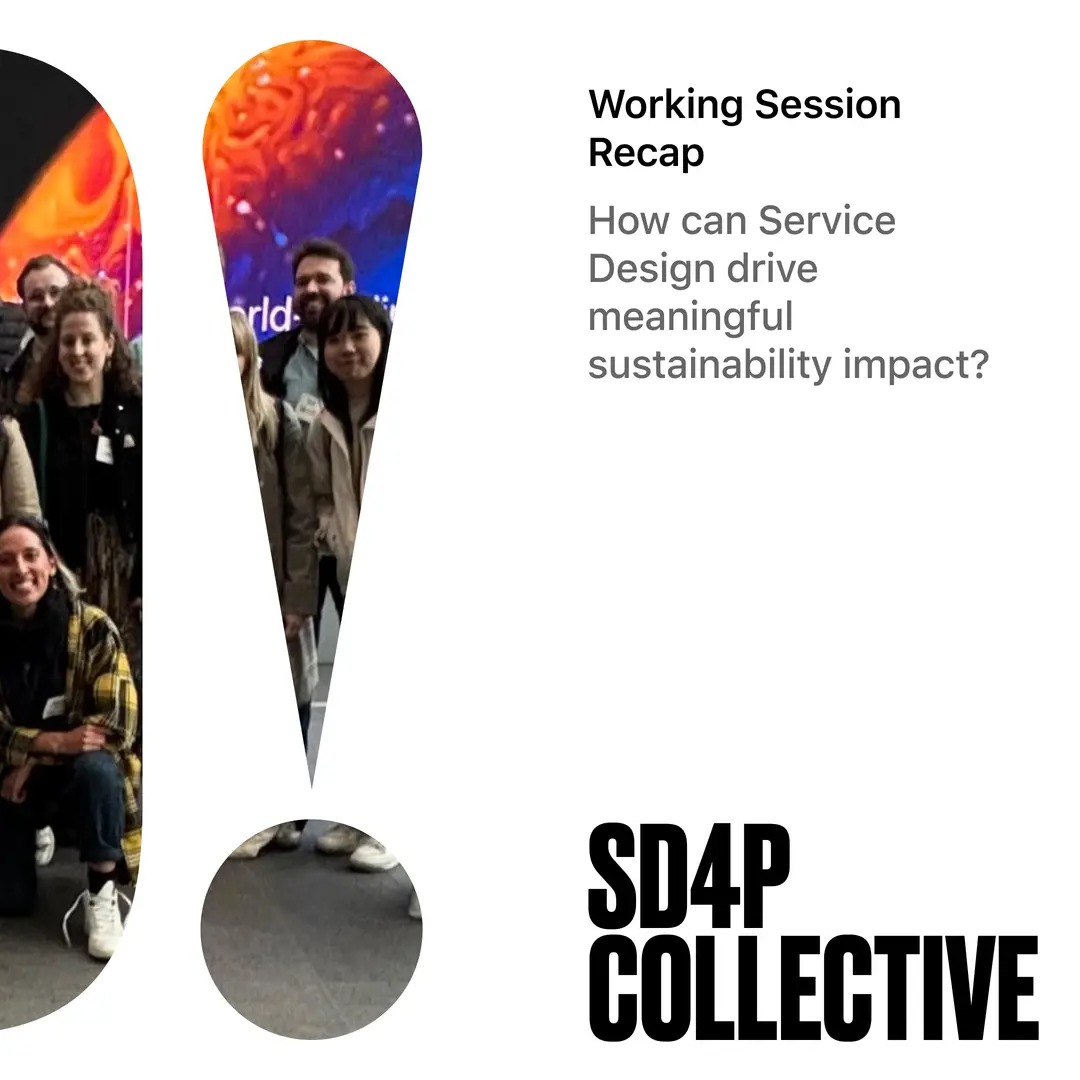 Working Session
Recap
How can Service
Design drive
meaningful
sustainability impact?
SD4P
COLLECTIVE